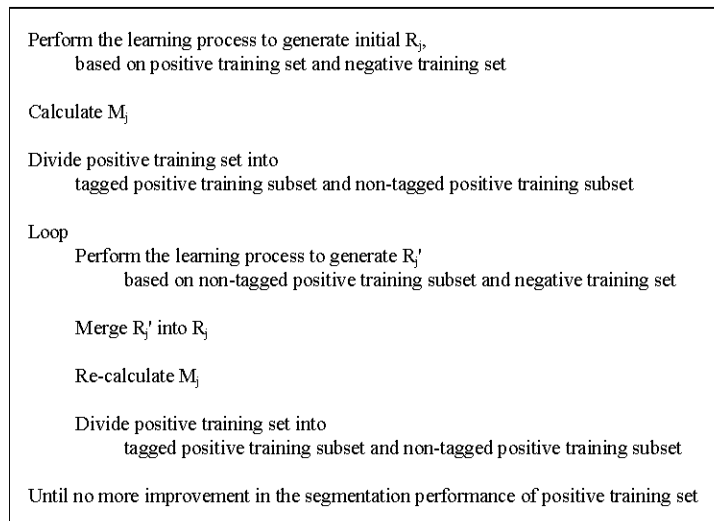 Perform the learning process to generate initial Rj,
based on positive training set and negative training set
Calculate Mj
Divide positive training set into
tagged positive training subset and non-tagged positive training subset
Loop
Perform the learning process to generate Rj'
based on non-tagged positive training subset and negative training set
Merge Rj' into Rj
Re-calculate Mj
Divide positive training set into
tagged positive training subset and non-tagged positive training subset
Until no more improvement in the segmentation performance of positive training set